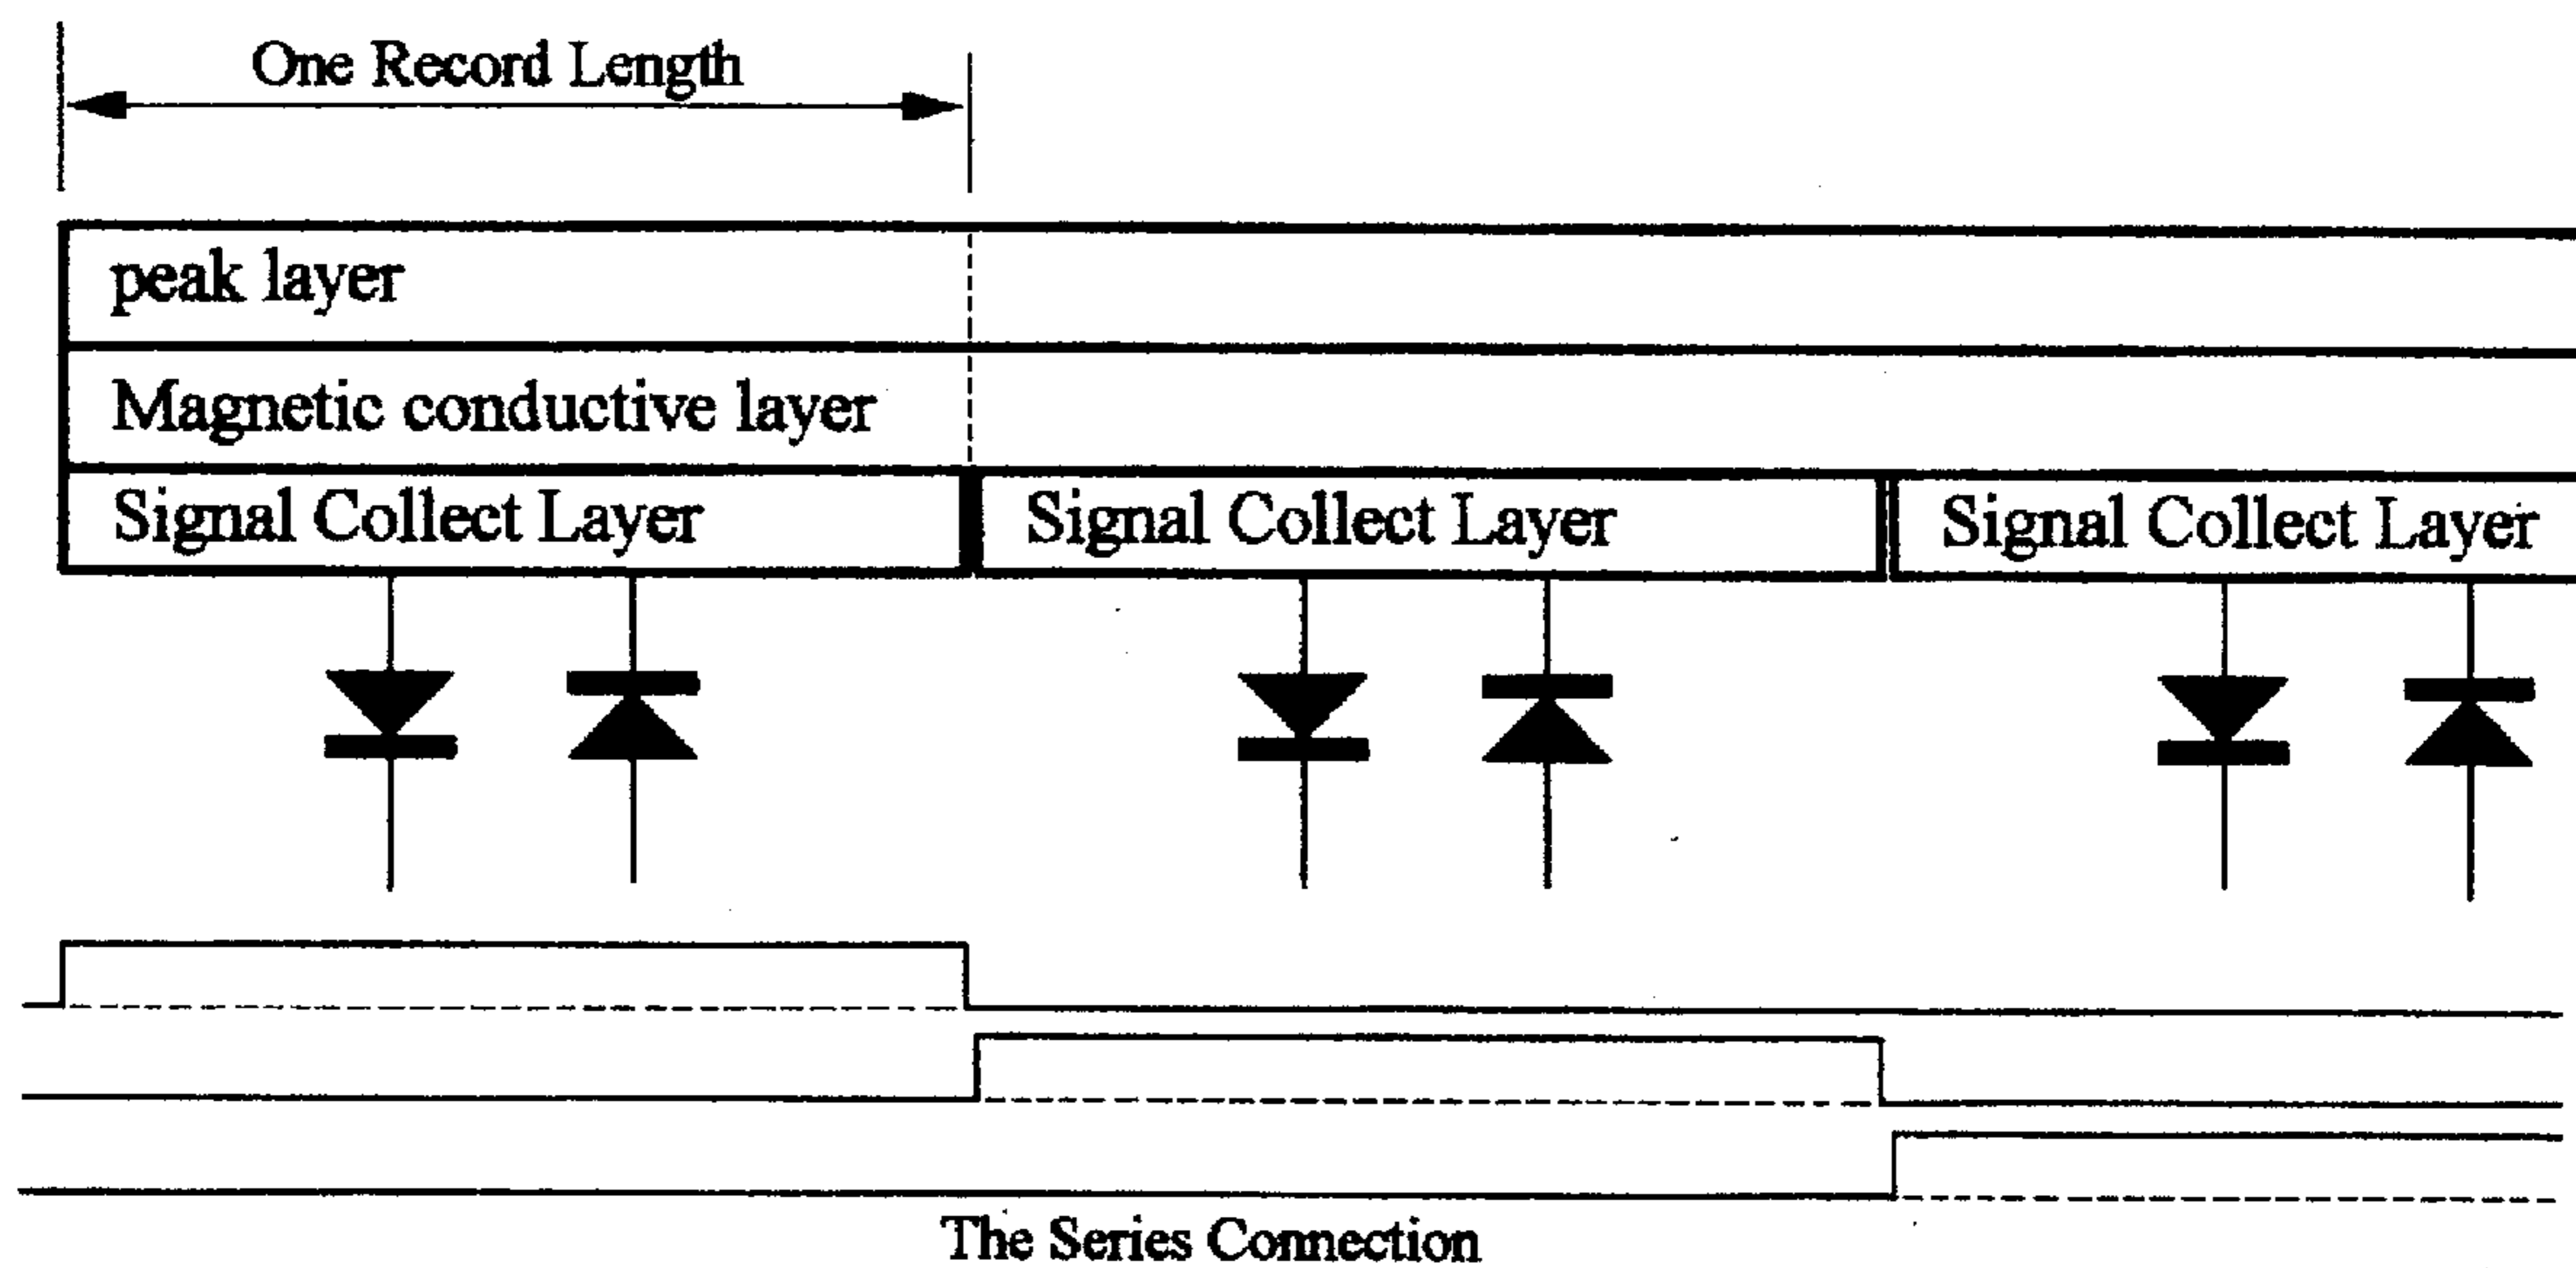 One Record Length
peak layer
Magnetic conductive layer
Signal Collect Layer
Signal Collect Layer
Signal Collect Layer
The Series Connection